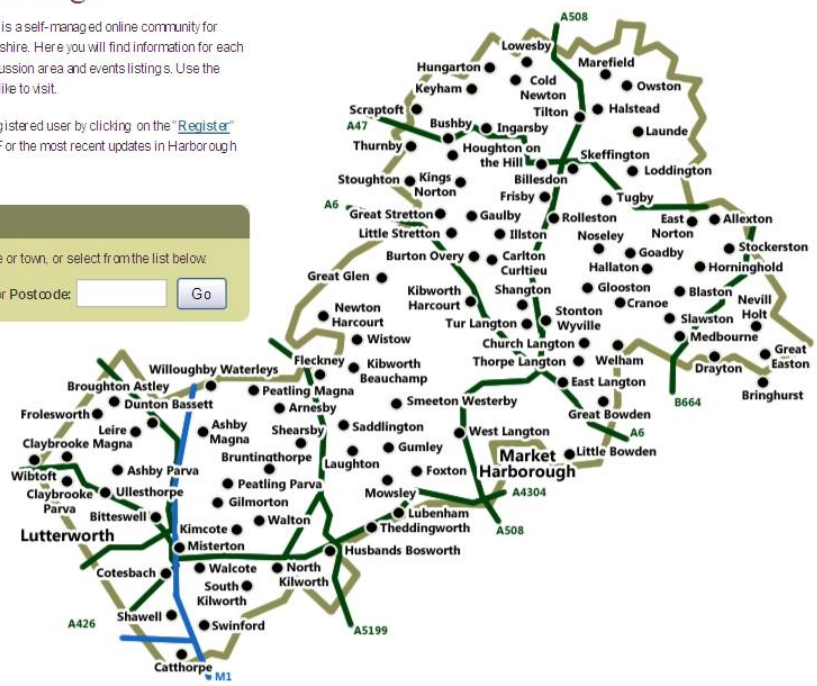 is a self-managed online community for
shire. Here you will find information for each
ussion area and events listings. Use the
like to visit.
gistered user by clicking on the "Register"
For the most recent updates in Harborough
e or town, or select from the list below.
or Postcode:
Go
A508
Lowesby
Hungarton
Marefield
Keyham
Cold
Newton
Owston
Scraptoft
Tilton
Halstead
A47
Bushby
Ingarsby
Launde
Thurnby
Houghton on
the Hill
Skeffington
Loddington
Stoughton
Kings
Norton
Billesdon
Frisby
Tugby
A6
Great Stretton
Gaulby
Rolleston
East
Norton
Allexton
Little Stretton
Illston
Noseley
Stockerston
Burton Overy
Carlton
Curltieu
Goadby
Hallaton
Horninghold
Great Glen
Shangton
Glooston
Blaston
Kibworth
Harcourt
Cranoe
Nevill
Holt
Newton
Harcourt
Stonton
Wyville
Slawston
Tur Langton
Medbourne
Wistow
Church Langton
Great
Easton
Fleckney
Thorpe Langton
Welham
Drayton
Willoughby Waterleys
Kibworth
Beauchamp
East Langton
Bringhurst
Broughton Astley
Peatling Magna
B664
Dunton Bassett
Arnesby
Smeeton Westerby
Great Bowden
Frolesworth
Leire
Ashby
Magna
Shearsby
Saddington
West Langton
A6
Claybrooke Magna
Gumley
Market
Harborough
Little Bowden
Bruntingthorpe
Laughton
Wibtoft
Ashby Parva
Foxton
Claybrooke
Parva
Ullesthorpe
Peatling Parva
Mowsley
A4304
Gilmorton
Bitteswell
Lubenham
A508
Lutterworth
Kimcote
Walton
Theddingworth
Misterton
Husbands Bosworth
Cotesbach
Walcote
North
Kilworth
South
Kilworth
Shawell
A426
Swinford
A5199
Catthorpe
M1